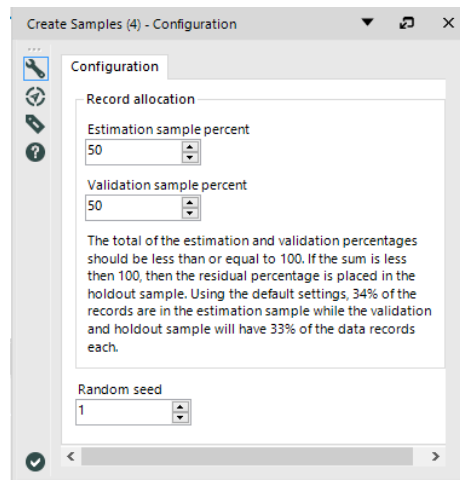 Create Samples (4) - Configuration
Configuration
Record allocation
Estimation sample percent
50
Validation sample percent
50
The total of the estimation and validation percentages
should be less than or equal to 100. If the sum is less
then 100, then the residual percentage is placed in the
holdout sample. Using the default settings, 34% of the
records are in the estimation sample while the validation
and holdout sample will have 33% of the data records
each.
Random seed
1